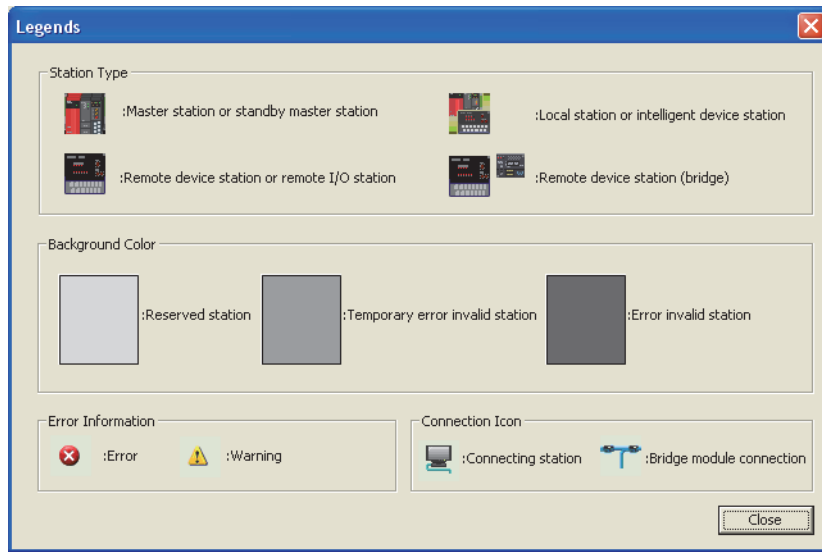 Legends
Station Type
:Master station or standby master station
:Local station or intelligent device station
:Remote device station or remote I/O station
:Remote device station (bridge)
Background Color
:Reserved station
:Temporary error invalid station
:Error invalid station
Error Information
:Error
:Warning
Connection Icon
:Connecting station
:Bridge module connection
Close